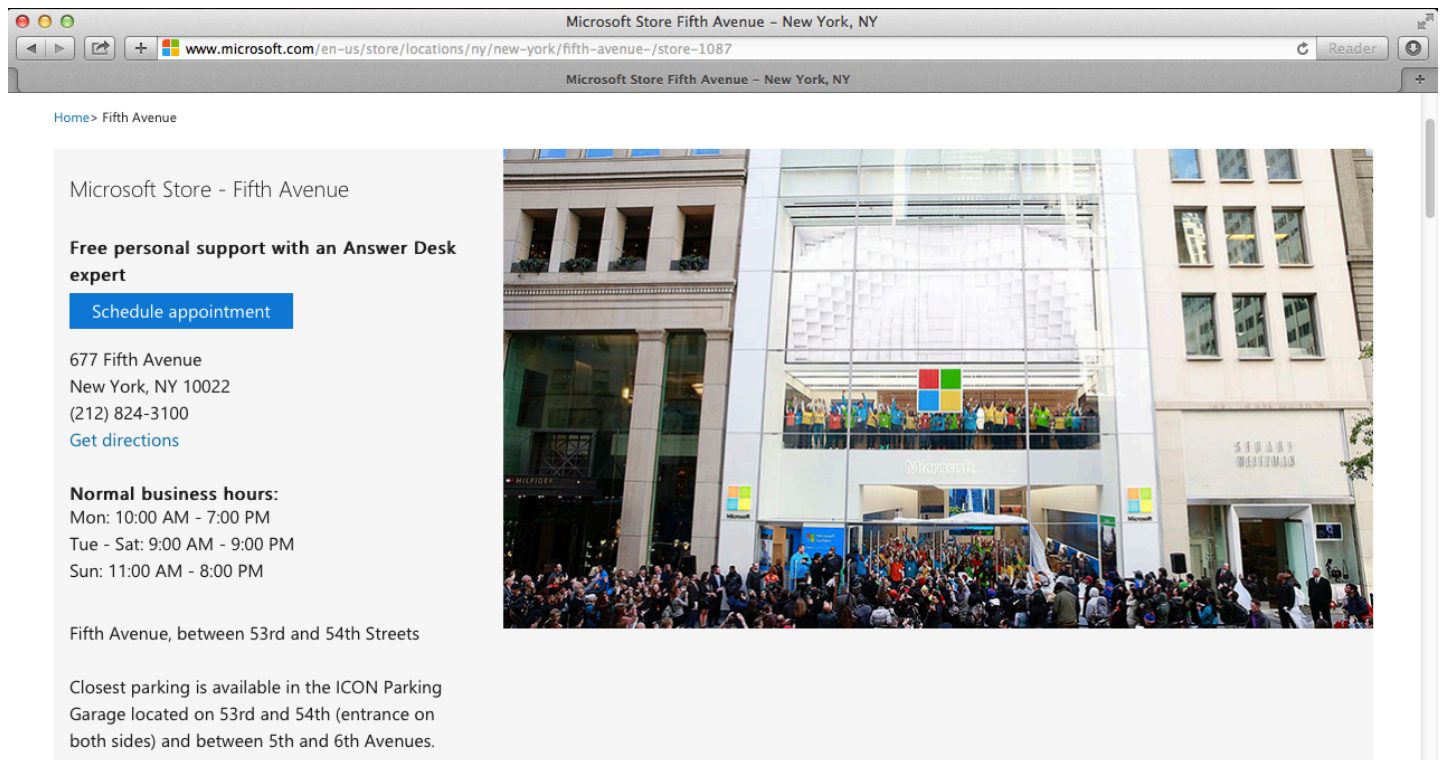 Microsoft Store Fifth Avenue – New York, NY
www.microsoft.com/en-us/store/locations/ny/new-york/fifth-avenue-/store-1087
Reader
Microsoft Store Fifth Avenue – New York, NY
Home> Fifth Avenue
Microsoft Store - Fifth Avenue
Free personal support with an Answer Desk
expert
Schedule appointment
677 Fifth Avenue
New York, NY 10022
(212) 824-3100
Get directions
Normal business hours:
Mon: 10:00 AM - 7:00 PM
Tue - Sat: 9:00 AM - 9:00 PM
Sun: 11:00 AM - 8:00 PM
Fifth Avenue, between 53rd and 54th Streets
Closest parking is available in the ICON Parking
Garage located on 53rd and 54th (entrance on
both sides) and between 5th and 6th Avenues.
STUART
WEITZMAN
Microsoft
HILFIGER
Microsoft
Microsoft